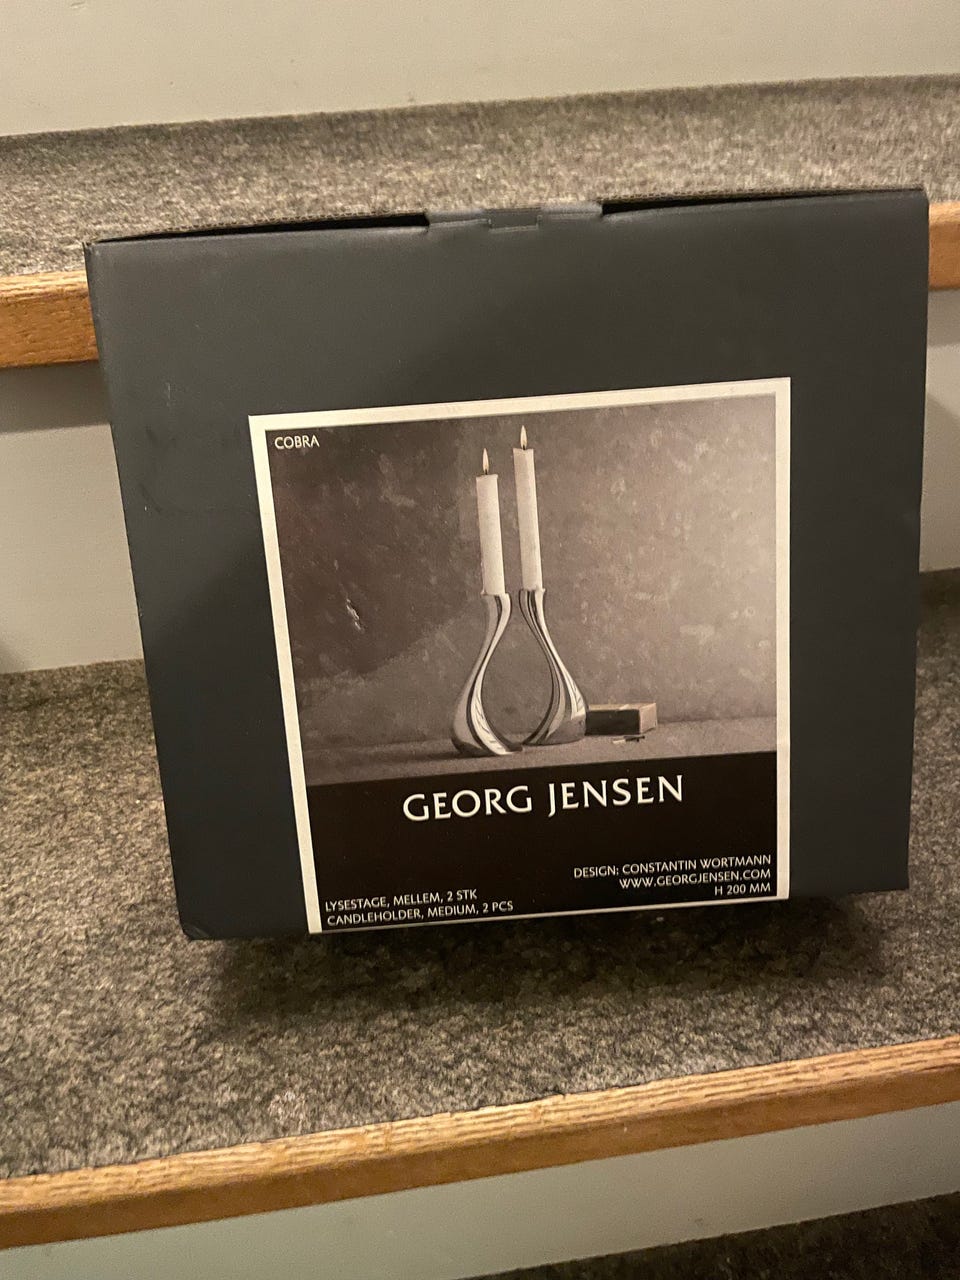 COBRA
GEORG JENSEN
DESIGN: CONSTANTIN WORTMANN
WWW.GEORGJENSEN.COM
H 200 MM
LYSESTAGE, MELLEM, 2 STK
CANDLEHOLDER, MEDIUM, 2 PCS